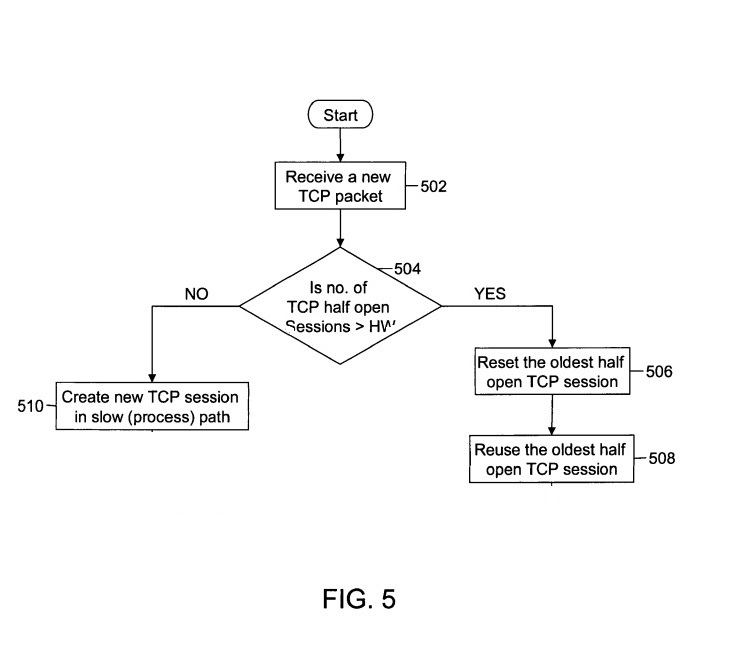 Start
Receive a new
TCP packet
502
504
Is no. of
TCP half open
Sessions > HW
NO
YES
Reset the oldest half
open TCP session
506
510
Create new TCP session
in slow (process) path
Reuse the oldest half
open TCP session
508
FIG. 5